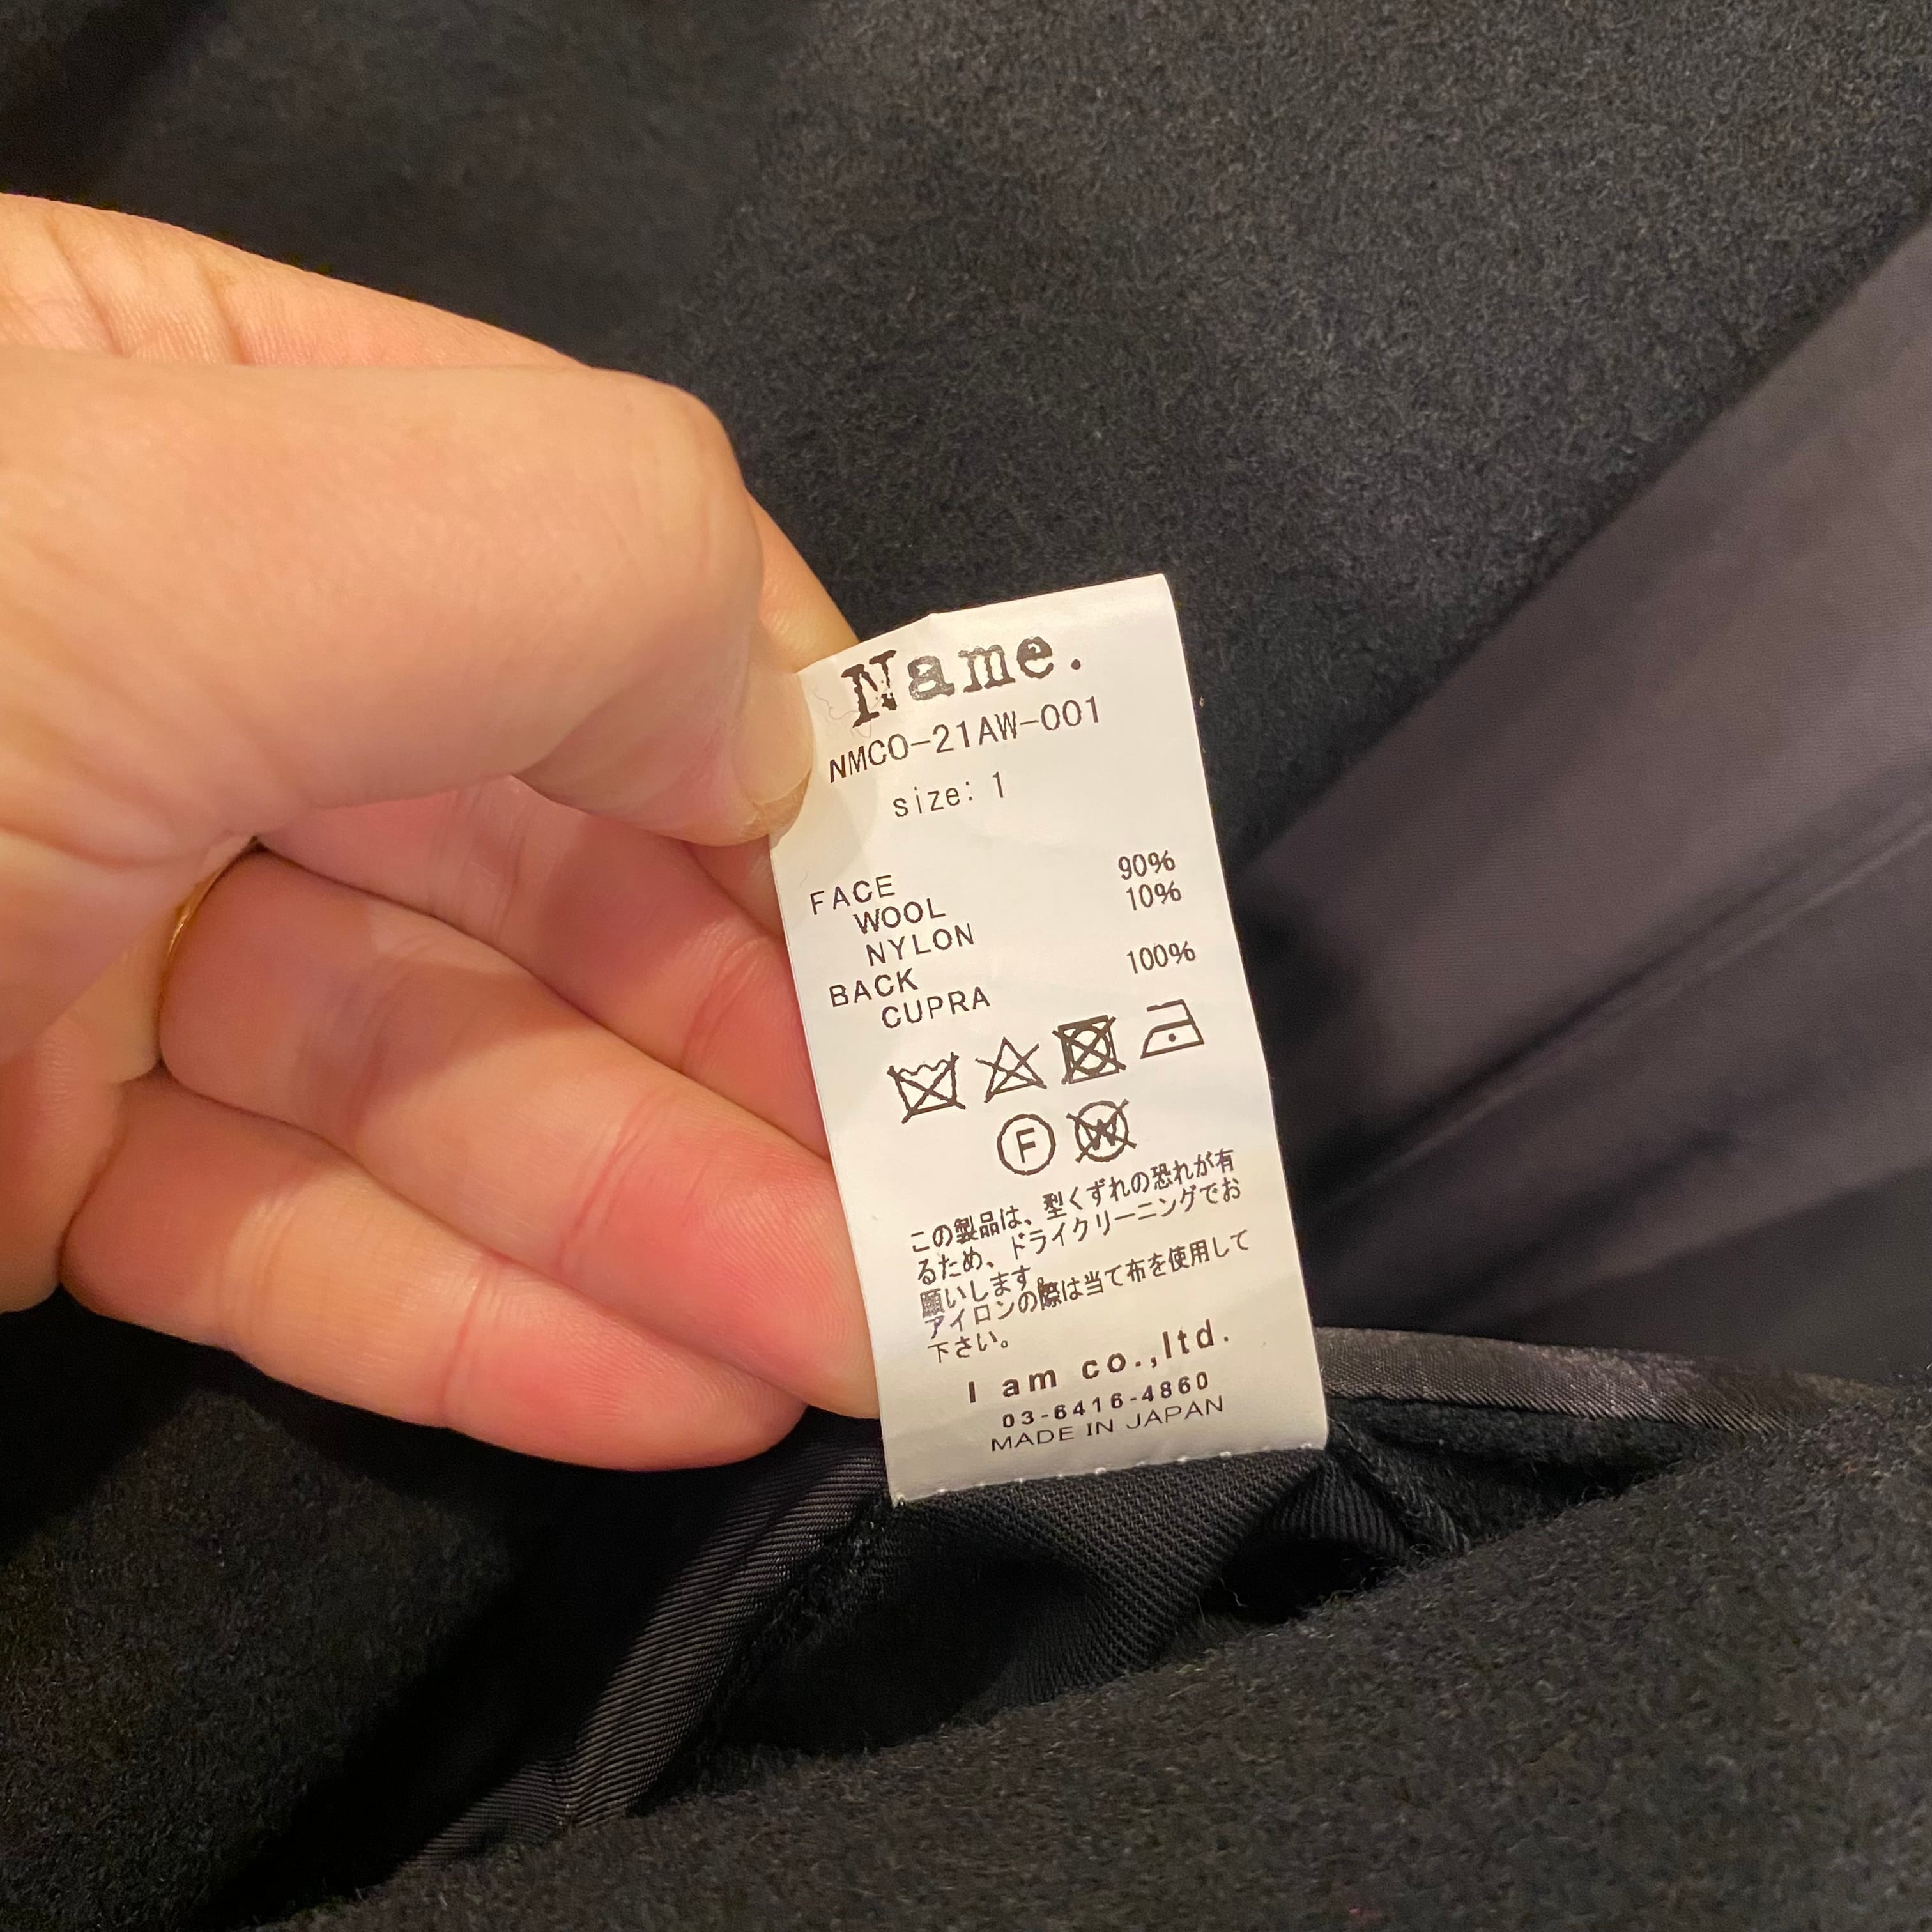 Name.
NMCO-21AW-001
size: 1
FACE
WOOL 90%
NYLON 10%
BACK
CUPRA 100%
F W
この製品は、型くずれの恐れが有
るため、ドライクリーニングでお
願いします。
アイロンの際は当て布を使用して
下さい。
I am co.,ltd.
03-6416-4860
MADE IN JAPAN